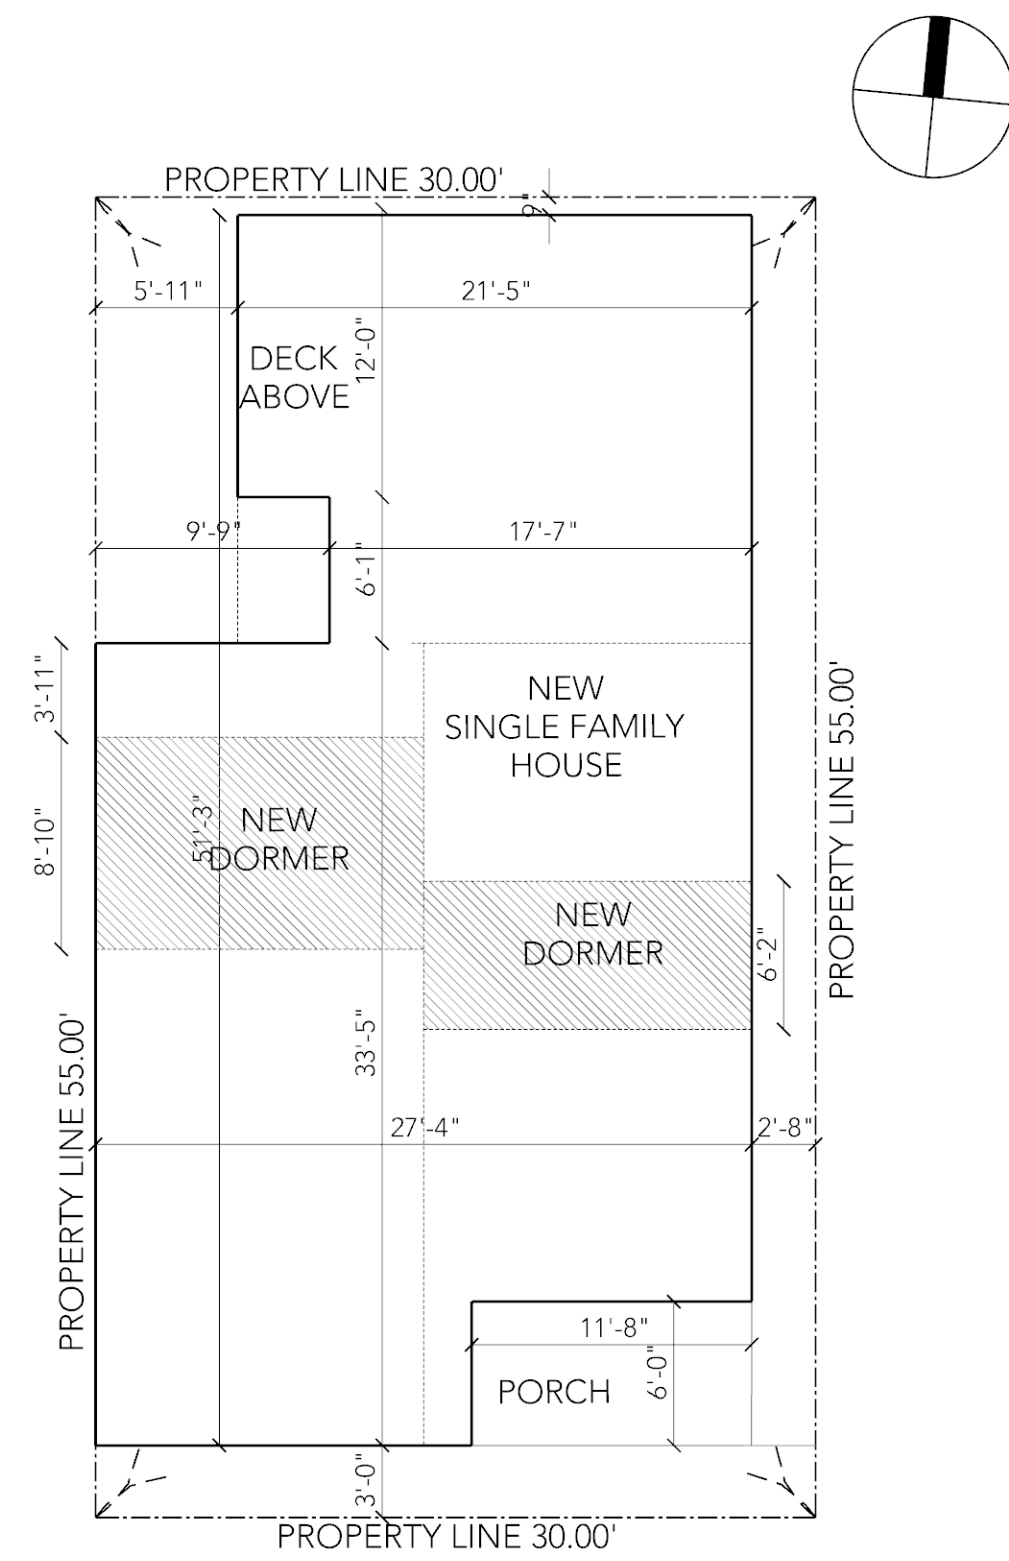 PROPERTY LINE 30.00'
9"
5'-11"
21'-5"
12'-0"
DECK
ABOVE
9'-9"
17'-7"
6'-1"
3'-11"
NEW
SINGLE FAMILY
HOUSE
PROPERTY LINE 55.00'
8'-10"
51'-3"
NEW
DORMER
NEW
DORMER
6'-2"
33'-5"
PROPERTY LINE 55.00'
27'-4"
2'-8"
11'-8"
6'-0"
PORCH
3'-0"
PROPERTY LINE 30.00'